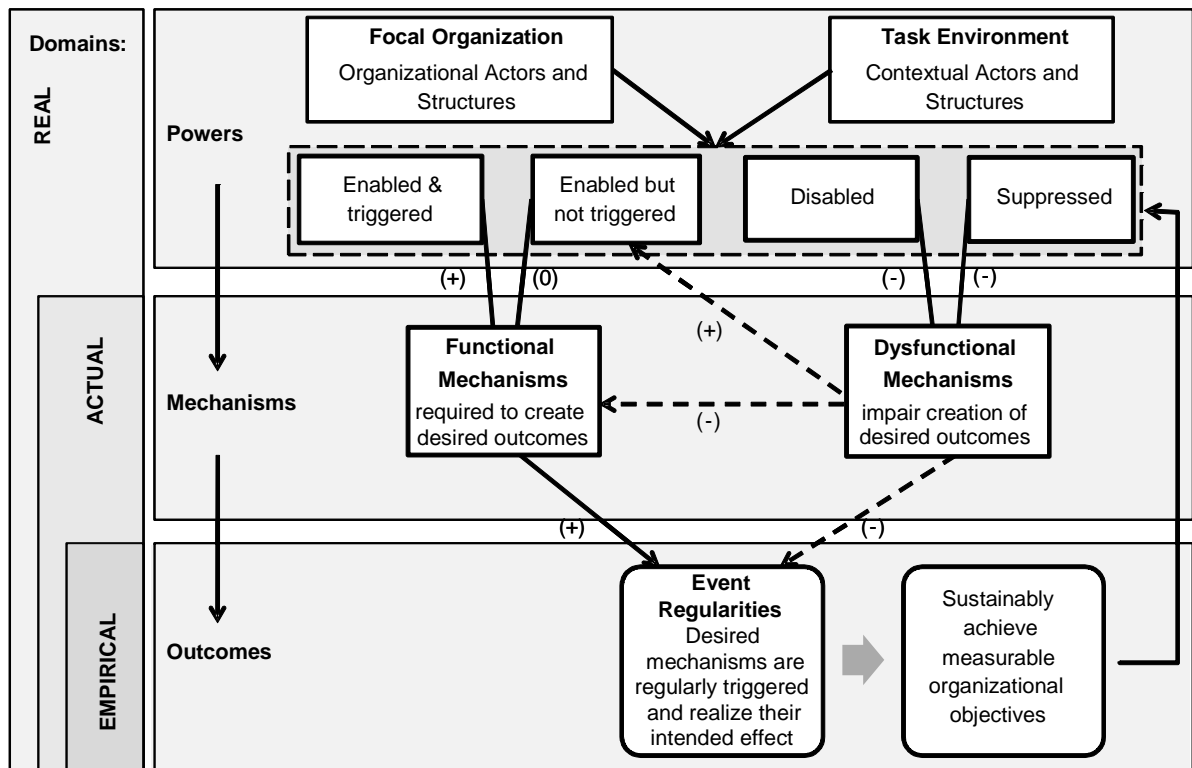 Domains:
REAL
ACTUAL
EMPIRICAL
Focal Organization
Organizational Actors and
Structures
Task Environment
Contextual Actors and
Structures
Powers
Enabled &
triggered
Enabled but
not triggered
Disabled
Suppressed
(+)
(0)
(-)
(-)
(+)
(-)
Mechanisms
Functional
Mechanisms
required to create
desired outcomes
Dysfunctional
Mechanisms
impair creation of
desired outcomes
(+)
(-)
Outcomes
Event
Regularities
Desired
mechanisms are
regularly triggered
and realize their
intended effect
Sustainably
achieve
measurable
organizational
objectives